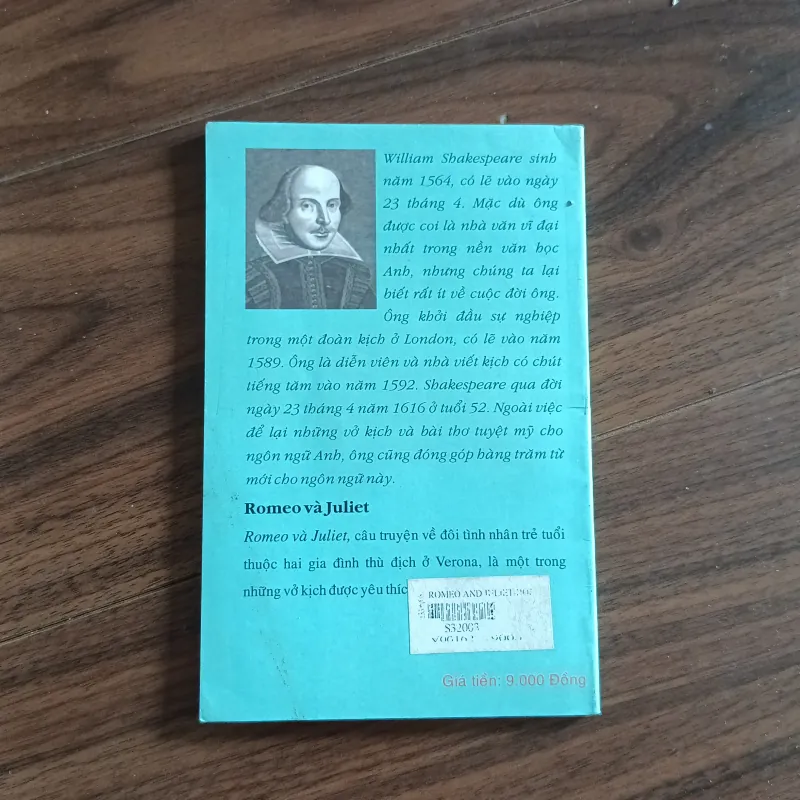 William Shakespeare sinh
năm 1564, có lẽ vào ngày
23 tháng 4. Mặc dù ông
được coi là nhà văn vĩ đại
nhất trong nền văn học
Anh, nhưng chúng ta lại
biết rất ít về cuộc đời ông.
Ông khởi đầu sự nghiệp
trong một đoàn kịch ở London, có lẽ vào năm
1589. Ông là diễn viên và nhà viết kịch có chút
tiếng tăm vào năm 1592. Shakespeare qua đời
ngày 23 tháng 4 năm 1616 ở tuổi 52. Ngoài việc
để lại những vở kịch và bài thơ tuyệt mỹ cho
ngôn ngữ Anh, ông cũng đóng góp hàng trăm từ
mới cho ngôn ngữ này.
Romeo và Juliet
Romeo và Juliet, câu truyện về đôi tình nhân trẻ tuổi
thuộc hai gia đình thù địch ở Verona, là một trong
những vở kịch được yêu thíc
ROMEO AND JULIET
S32003
Giá tiền: 9.000 Đồng